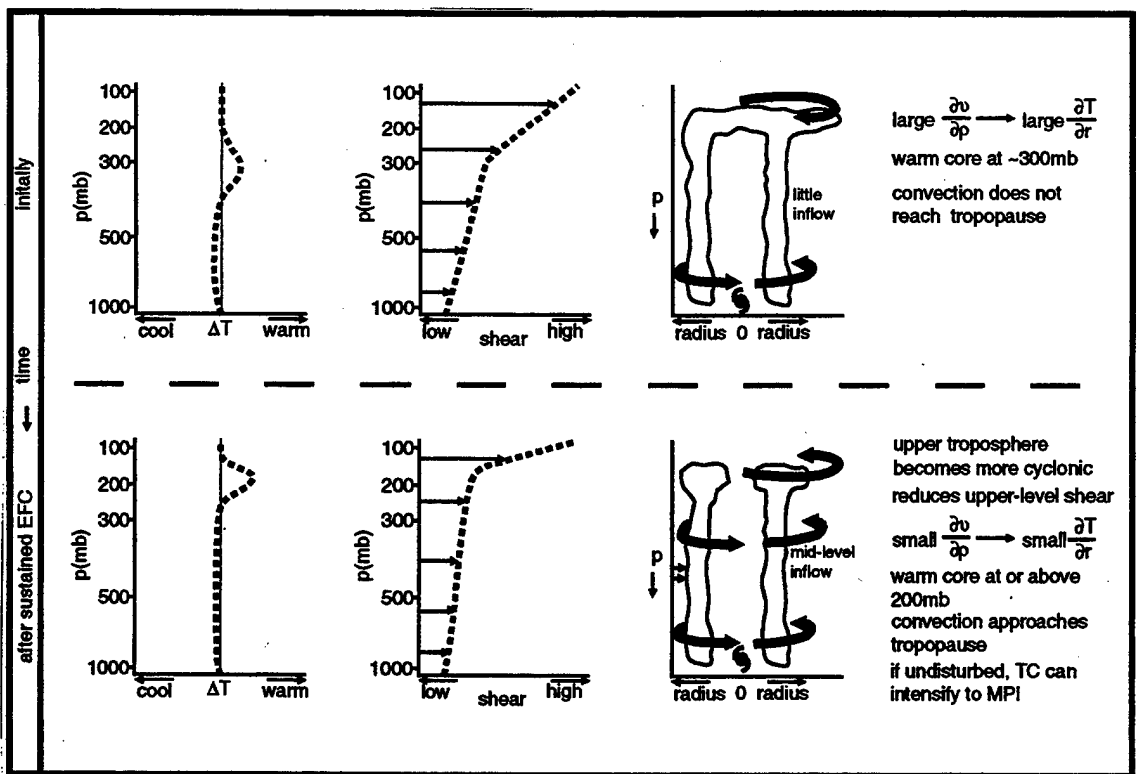 initally
time
after sustained EFC
100
200
300
500
1000
p(mb)
cool ΔT warm
100
200
300
500
1000
p(mb)
low shear high
p
little
inflow
radius 0 radius
large ∂υ/∂p → large ∂T/∂r
warm core at ~300mb
convection does not
reach tropopause
100
200
300
500
1000
p(mb)
cool ΔT warm
100
200
300
500
1000
p(mb)
low shear high
p
mid-level
inflow
radius 0 radius
upper troposphere
becomes more cyclonic
reduces upper-level shear
small ∂υ/∂p → small ∂T/∂r
warm core at or above
200mb
convection approaches
tropopause
if undisturbed, TC can
intensify to MPI